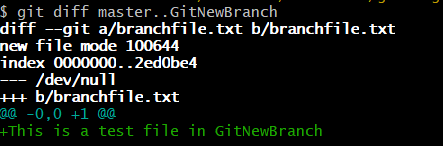 $ git diff master..GitNewBranch
diff --git a/branchfile.txt b/branchfile.txt
new file mode 100644
index 0000000..2ed0be4
--- /dev/null
+++ b/branchfile.txt
@@ -0,0 +1 @@
+This is a test file in GitNewBranch